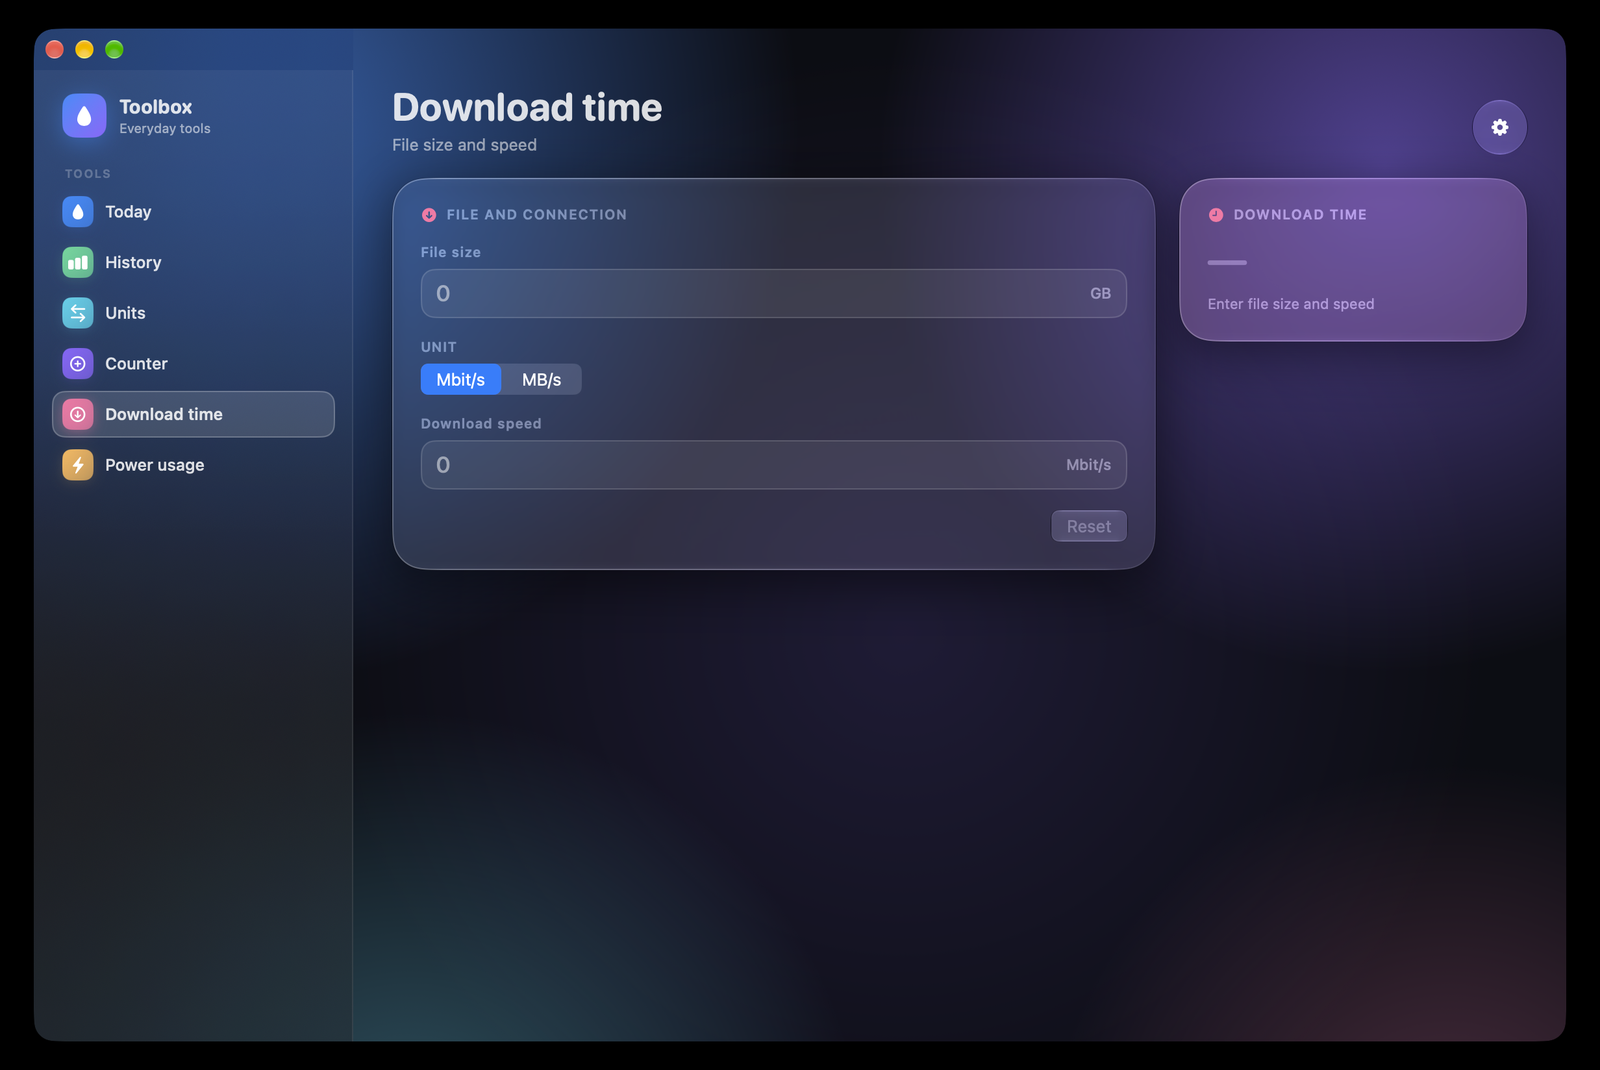 Toolbox
Everyday tools
TOOLS
Today
History
Units
Counter
Download time
Power usage
Download time
File size and speed
FILE AND CONNECTION
File size
0 GB
UNIT
Mbit/s MB/s
Download speed
0 Mbit/s
Reset
DOWNLOAD TIME
—
Enter file size and speed